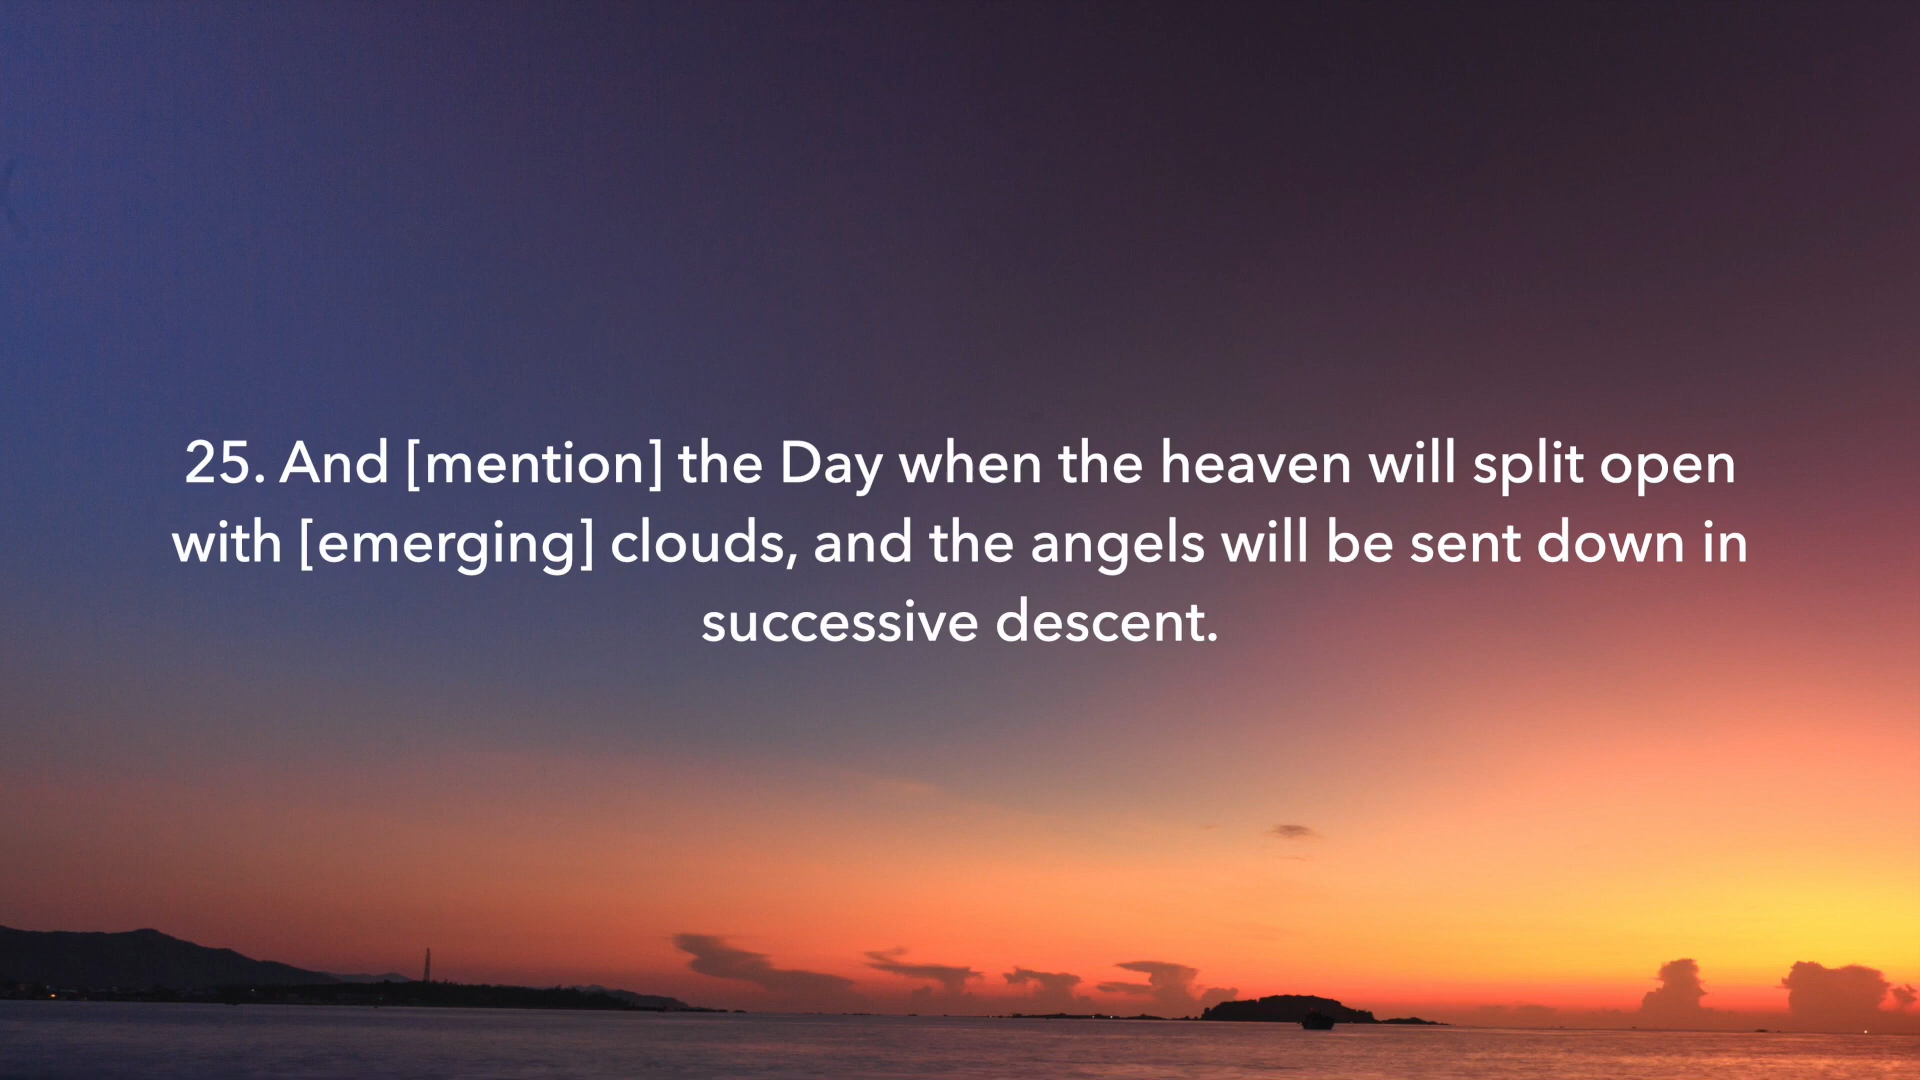 25. And [mention] the Day when the heaven will split open
with [emerging] clouds, and the angels will be sent down in
successive descent.